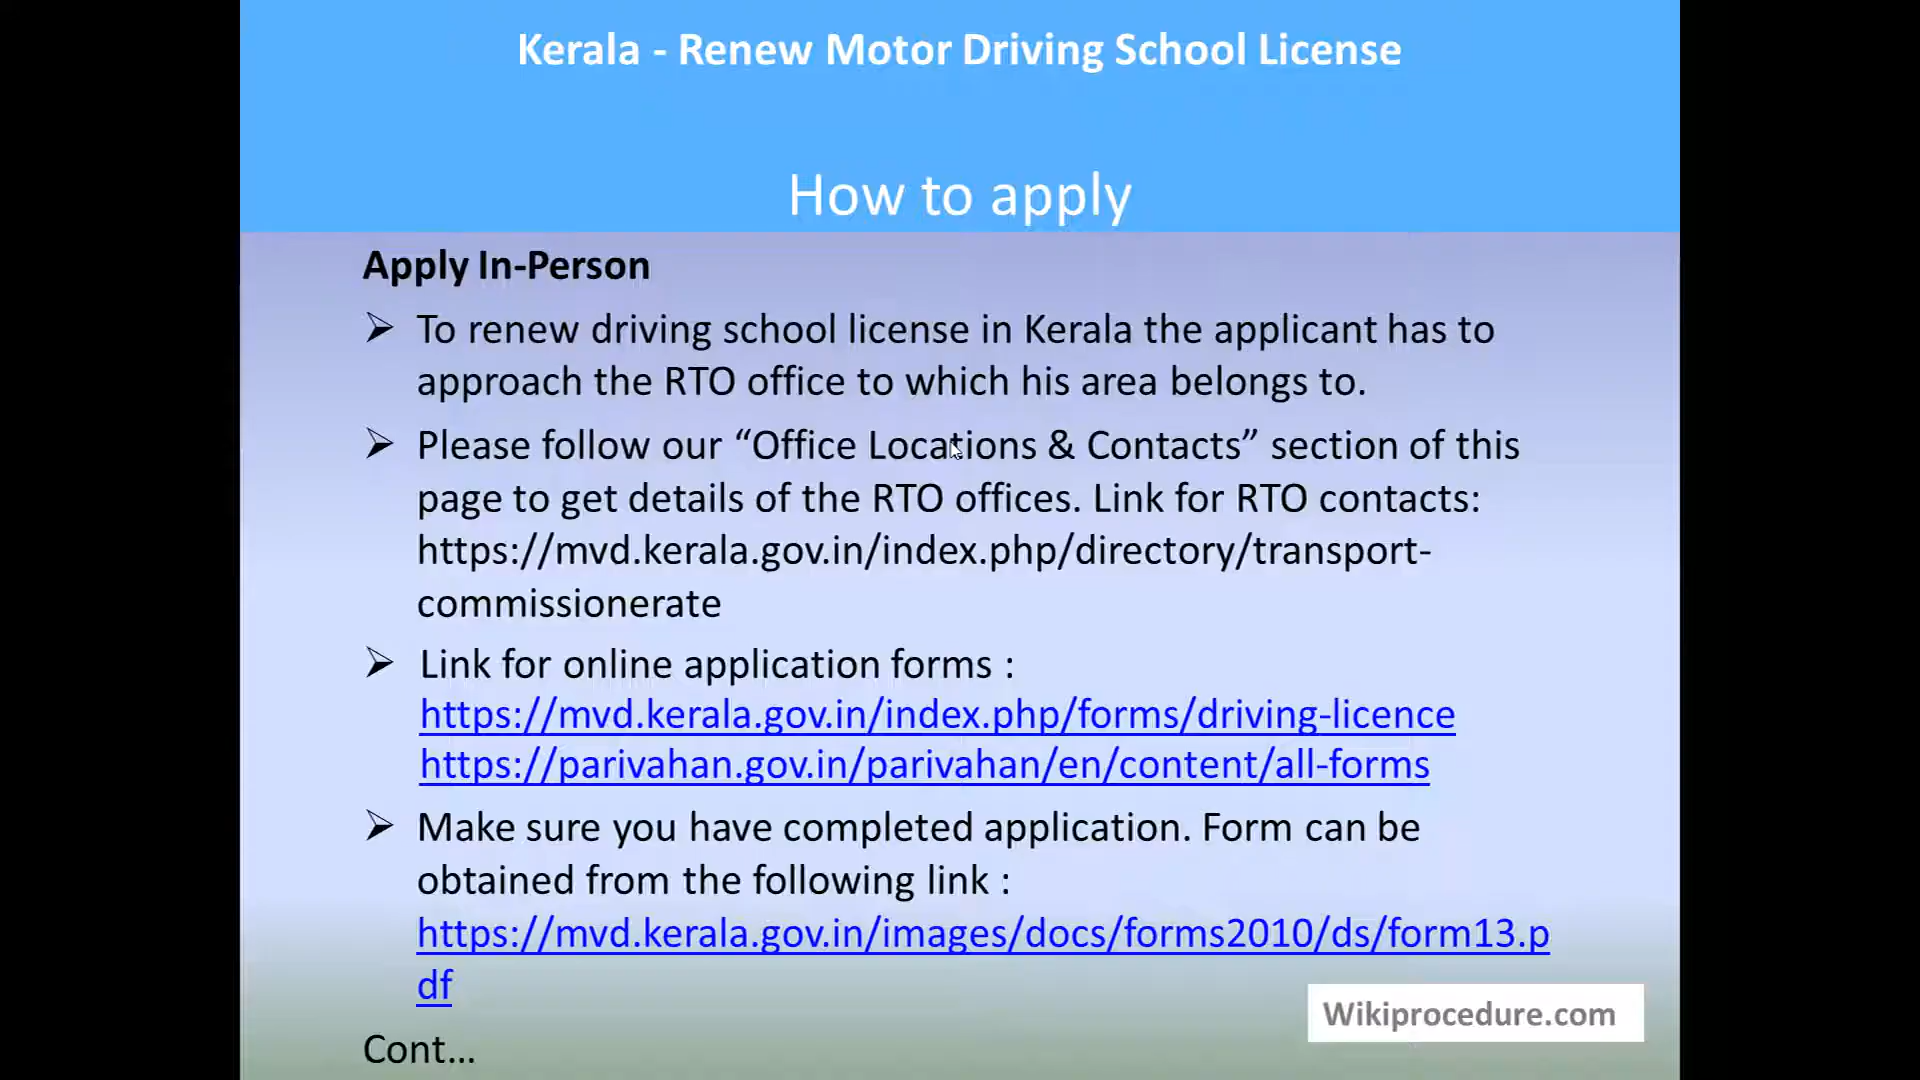 Kerala - Renew Motor Driving School License
How to apply
Apply In-Person
➢ To renew driving school license in Kerala the applicant has to
approach the RTO office to which his area belongs to.
➢ Please follow our “Office Locations & Contacts” section of this
page to get details of the RTO offices. Link for RTO contacts:
https://mvd.kerala.gov.in/index.php/directory/transport-
commissionerate
➢ Link for online application forms :
https://mvd.kerala.gov.in/index.php/forms/driving-licence
https://parivahan.gov.in/parivahan/en/content/all-forms
➢ Make sure you have completed application. Form can be
obtained from the following link :
https://mvd.kerala.gov.in/images/docs/forms2010/ds/form13.p
df
Cont...
Wikiprocedure.com